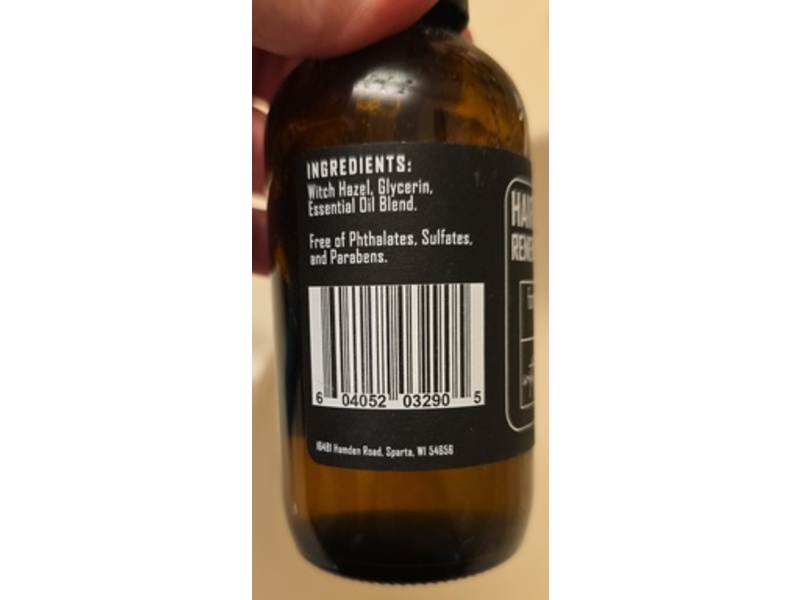 INGREDIENTS:
Witch Hazel, Glycerin,
Essential Oil Blend.
Free of Phthalates, Sulfates,
and Parabens.
6 04052 03290 5
16481 Hamden Road, Sparta, WI 54656